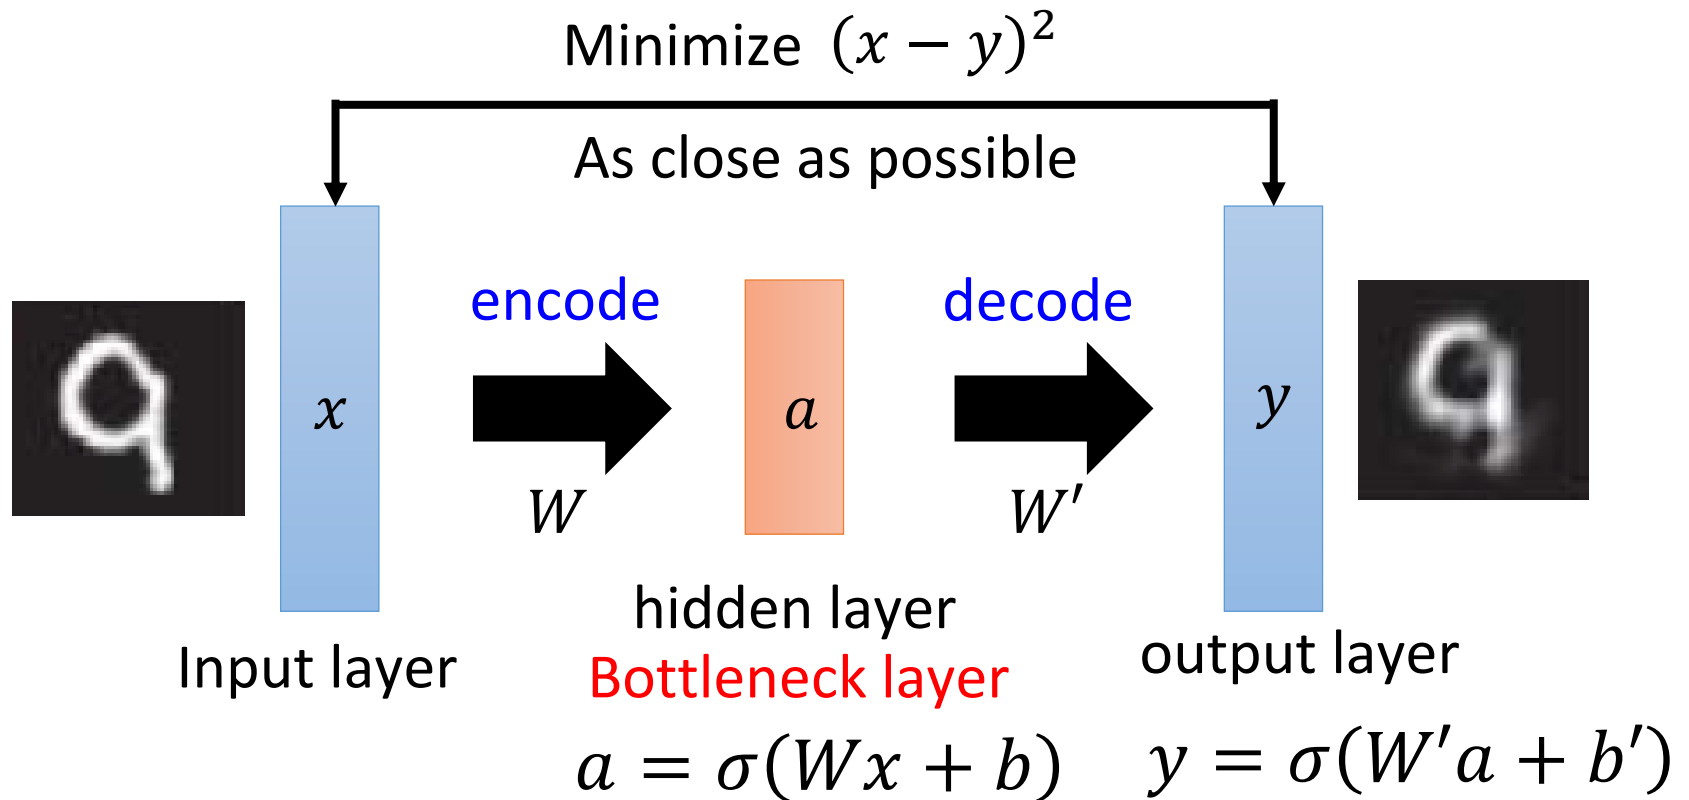 Minimize (x − y)²
As close as possible
encode
decode
x
a
y
W
W′
hidden layer
Input layer
Bottleneck layer
output layer
a = σ(Wx + b)
y = σ(W′a + b′)